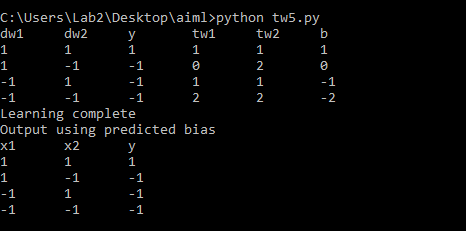 C:\Users\Lab2\Desktop\aiml>python tw5.py
dw1 dw2 y tw1 tw2 b
1 1 1 1 1 1
1 -1 -1 0 2 0
-1 1 -1 1 1 -1
-1 -1 -1 2 2 -2
Learning complete
Output using predicted bias
x1 x2 y
1 1 1
1 -1 -1
-1 1 -1
-1 -1 -1